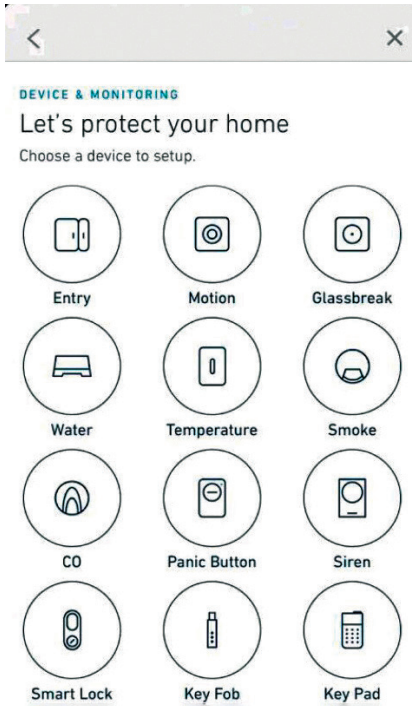 DEVICE & MONITORING
Let's protect your home
Choose a device to setup.
Entry Motion Glassbreak
Water Temperature Smoke
CO Panic Button Siren
Smart Lock Key Fob Key Pad